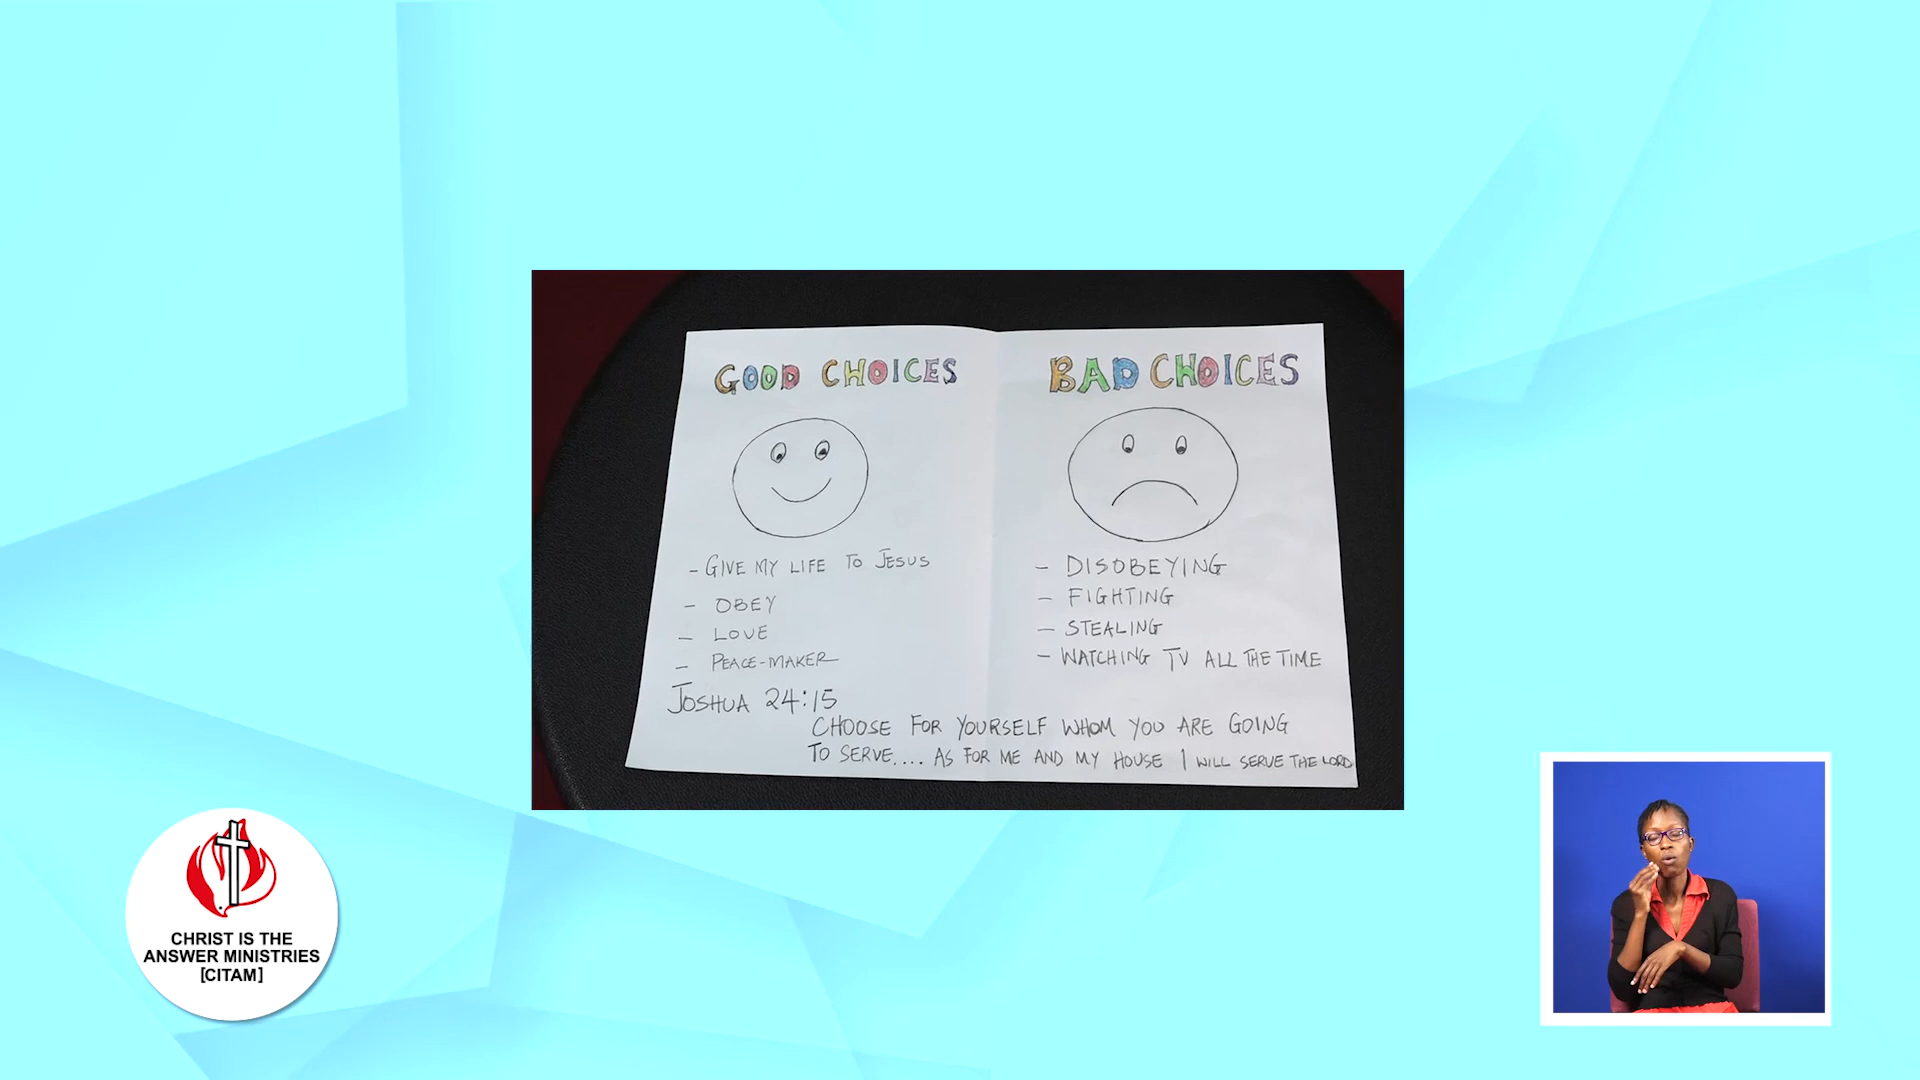 GOOD CHOICES
- GIVE MY LIFE TO JESUS
- OBEY
- LOVE
- PEACE-MAKER
BAD CHOICES
- DISOBEYING
- FIGHTING
- STEALING
- WATCHING TV ALL THE TIME
JOSHUA 24:15
CHOOSE FOR YOURSELF WHOM YOU ARE GOING
TO SERVE.... AS FOR ME AND MY HOUSE I WILL SERVE THE LORD
CHRIST IS THE
ANSWER MINISTRIES
[CITAM]